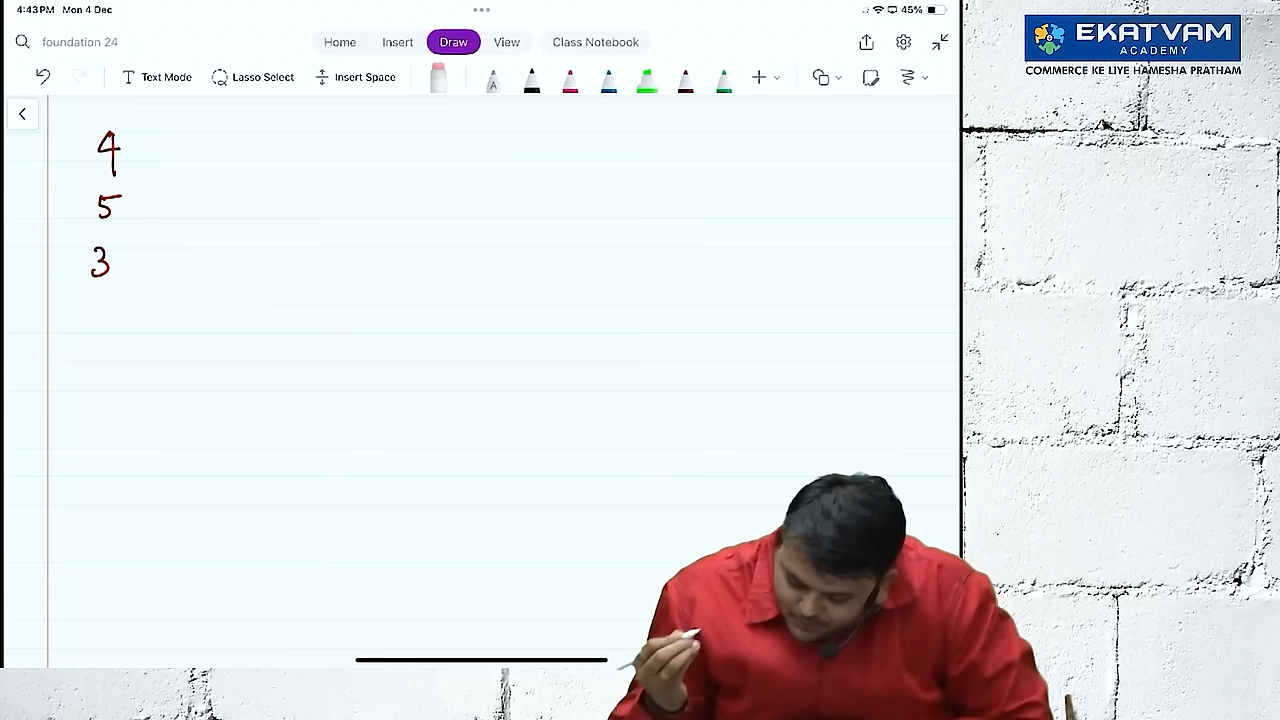 4:43 PM Mon 4 Dec
45%
foundation 24
Home Insert Draw View Class Notebook
Text Mode Lasso Select Insert Space
4
5
3
EKATVAM
ACADEMY
COMMERCE KE LIYE HAMESHA PRATHAM